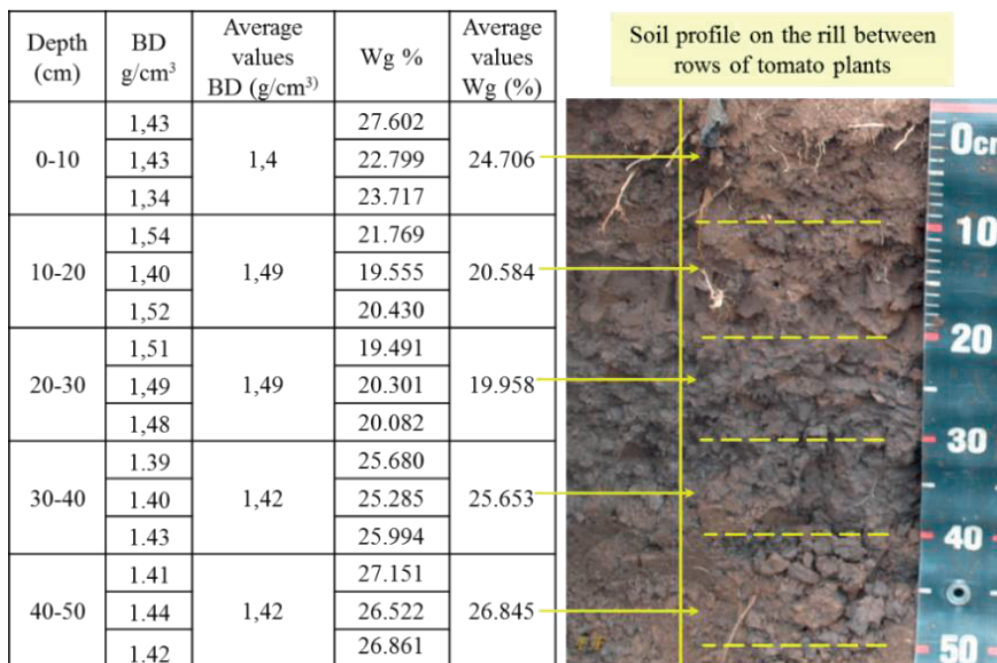 Depth (cm) BD g/cm³ Average values BD (g/cm³) Wg % Average values Wg (%)
0-10 1,43 1,4 27.602 24.706
1,43 22.799
1,34 23.717
10-20 1,54 1,49 21.769 20.584
1,40 19.555
1,52 20.430
20-30 1,51 1,49 19.491 19.958
1,49 20.301
1,48 20.082
30-40 1.39 1,42 25.680 25.653
1.40 25.285
1.43 25.994
40-50 1.41 1,42 27.151 26.845
1.44 26.522
1.42 26.861
Soil profile on the rill between
rows of tomato plants
0cm
10
20
30
40
50